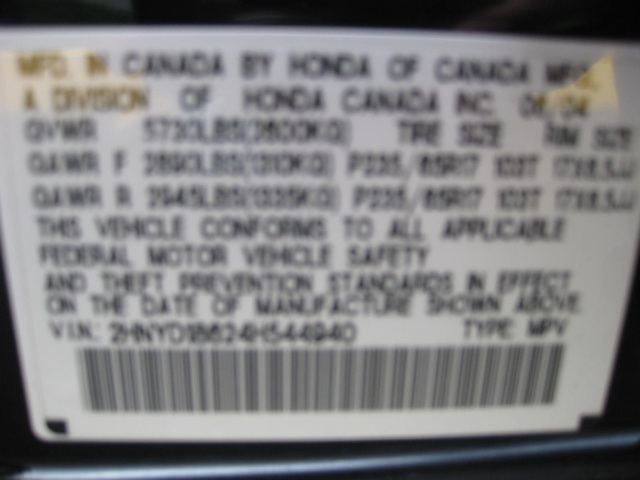 MFD. IN CANADA BY HONDA OF CANADA MFG.,
A DIVISION OF HONDA CANADA INC.
GVWR 5730LBS(2600KG) TIRE SIZE RIM SIZE
GAWR F 2890LBS(1310KG) P235/65R17 103T 17X6.5JJ
GAWR R 2945LBS(1335KG) P235/65R17 103T 17X6.5JJ
THIS VEHICLE CONFORMS TO ALL APPLICABLE
FEDERAL MOTOR VEHICLE SAFETY
AND THEFT PREVENTION STANDARDS IN EFFECT
ON THE DATE OF MANUFACTURE SHOWN ABOVE.
VIN: 2HNYD18624H544940 TYPE: MPV